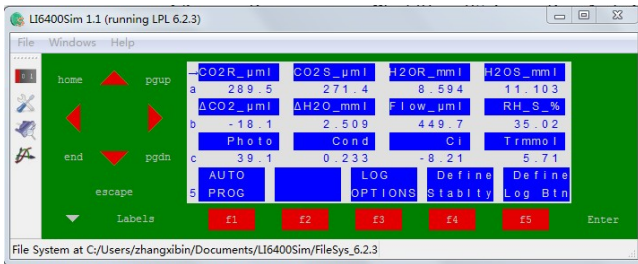 LI6400Sim 1.1 (running LPL 6.2.3)
File Windows Help
home pgup
end pgdn
escape
Labels
→CO2R_µml CO2S_µml H2OR_mml H2OS_mml
a 289.5 271.4 8.594 11.103
ΔCO2_µml ΔH2O_mml Flow_µml RH_S_%
b -18.1 2.509 449.7 35.02
Photo Cond Ci Trmmol
c 39.1 0.233 -8.21 5.71
AUTO LOG Define Define
5 PROG OPTIONS Stablty Log Btn
f1 f2 f3 f4 f5 Enter
File System at C:/Users/zhangxibin/Documents/LI6400Sim/FileSys_6.2.3